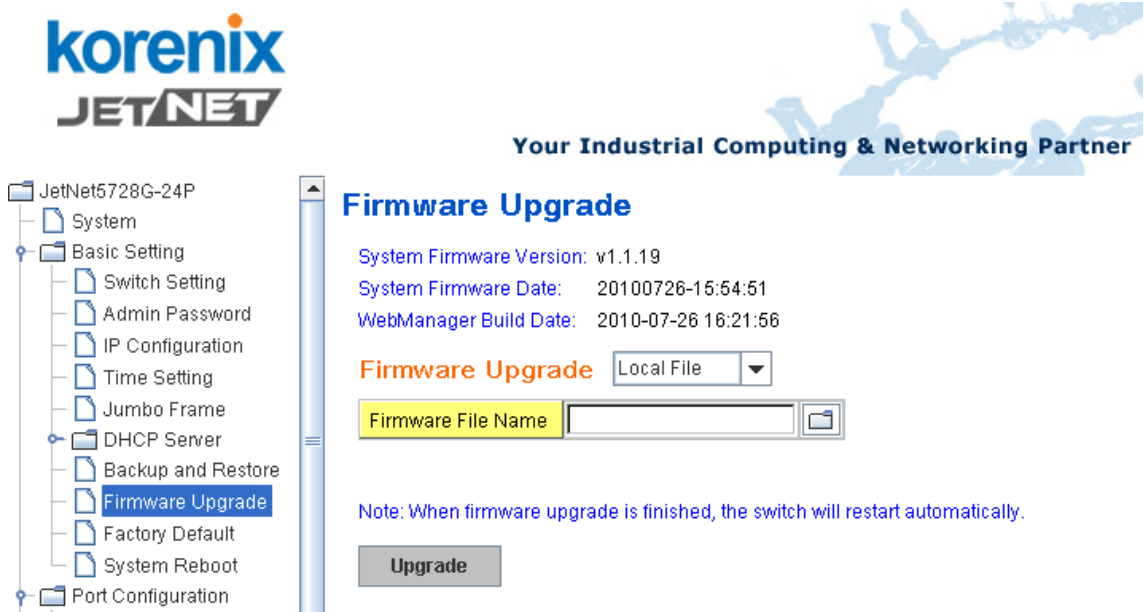 korenix
JETNET
Your Industrial Computing & Networking Partner
JetNet5728G-24P
System
Basic Setting
Switch Setting
Admin Password
IP Configuration
Time Setting
Jumbo Frame
DHCP Server
Backup and Restore
Firmware Upgrade
Factory Default
System Reboot
Port Configuration
Firmware Upgrade
System Firmware Version: v1.1.19
System Firmware Date: 20100726-15:54:51
WebManager Build Date: 2010-07-26 16:21:56
Firmware Upgrade Local File
Firmware File Name
Note: When firmware upgrade is finished, the switch will restart automatically.
Upgrade